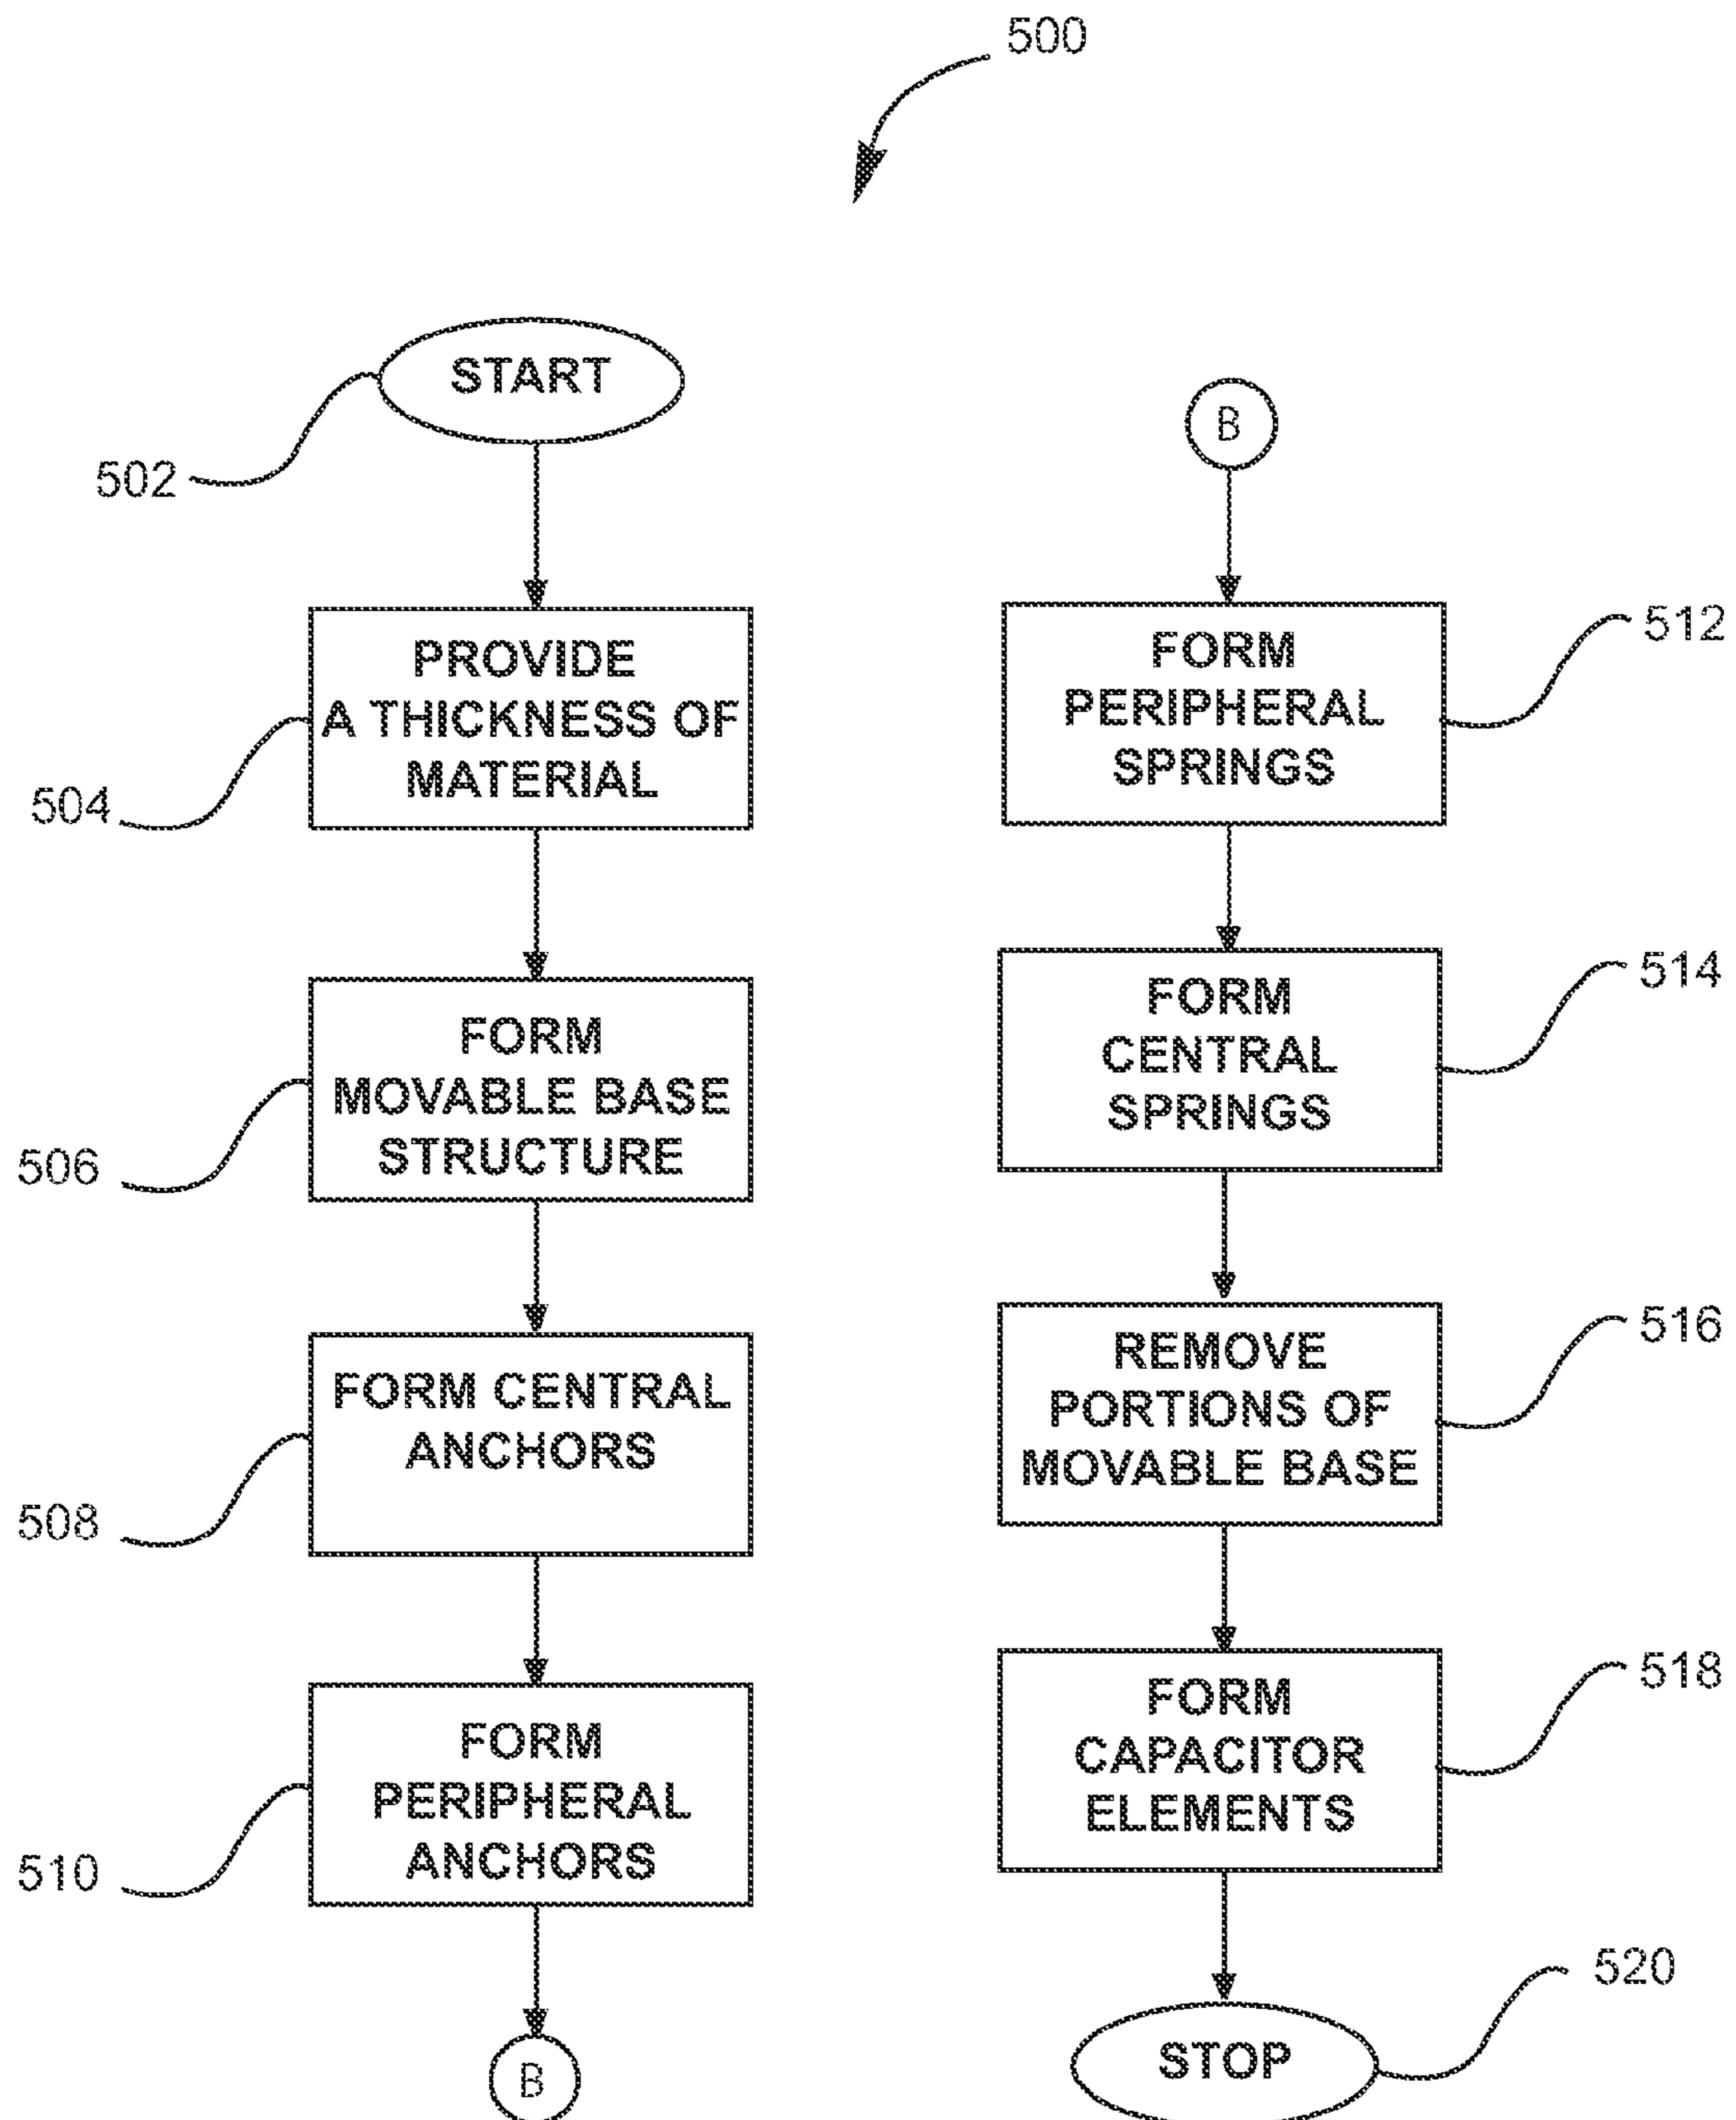 500
START
502
PROVIDE
A THICKNESS OF
MATERIAL
504
FORM
MOVABLE BASE
STRUCTURE
506
FORM CENTRAL
ANCHORS
508
FORM
PERIPHERAL
ANCHORS
510
B
B
FORM
PERIPHERAL
SPRINGS
512
FORM
CENTRAL
SPRINGS
514
REMOVE
PORTIONS OF
MOVABLE BASE
516
FORM
CAPACITOR
ELEMENTS
518
STOP
520